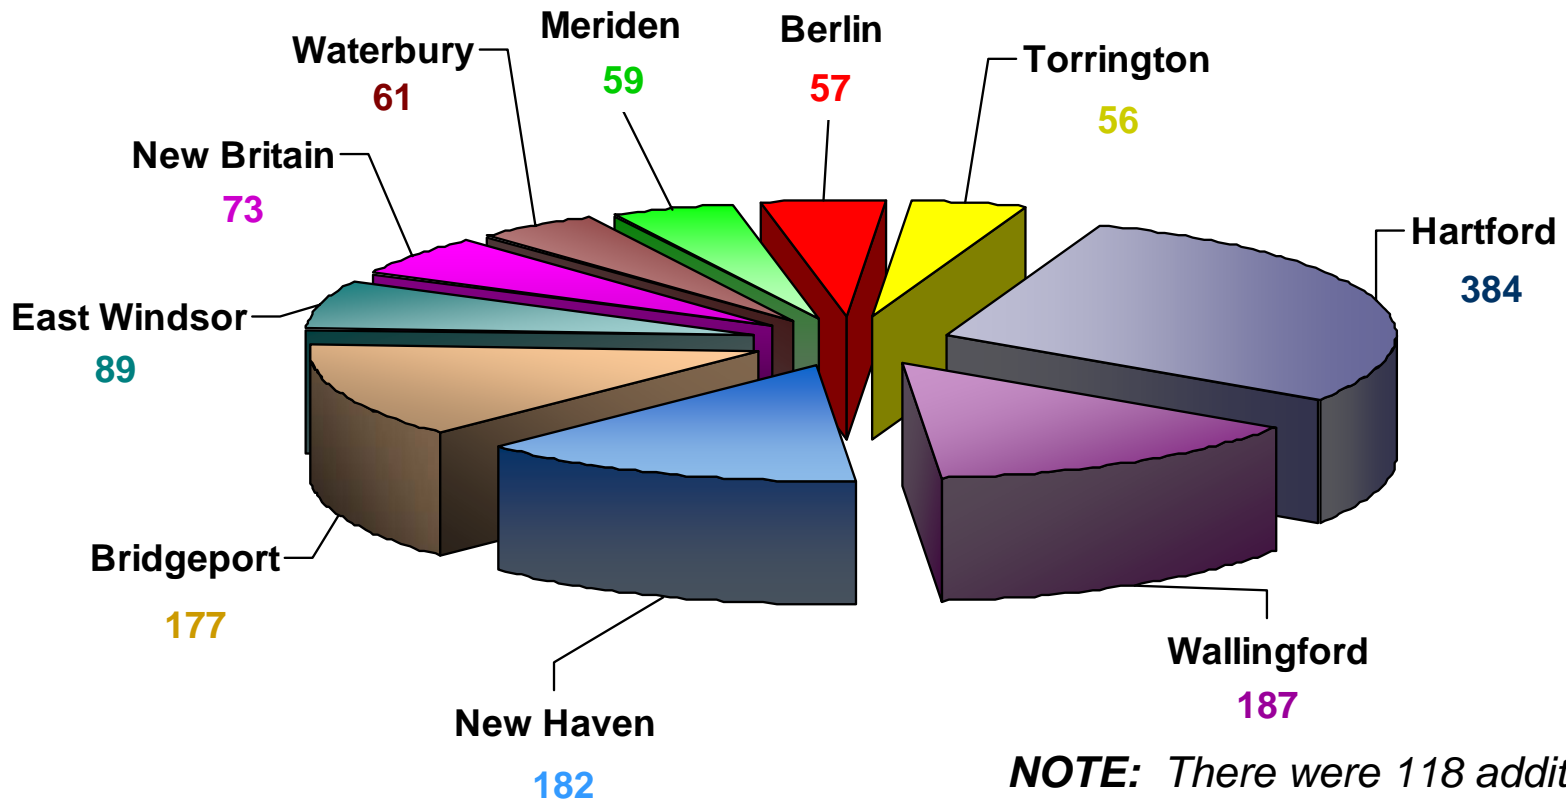 Meriden
59
Berlin
57
Waterbury
61
Torrington
56
New Britain
73
Hartford
384
East Windsor
89
Bridgeport
177
Wallingford
187
New Haven
182
NOTE: There were 118